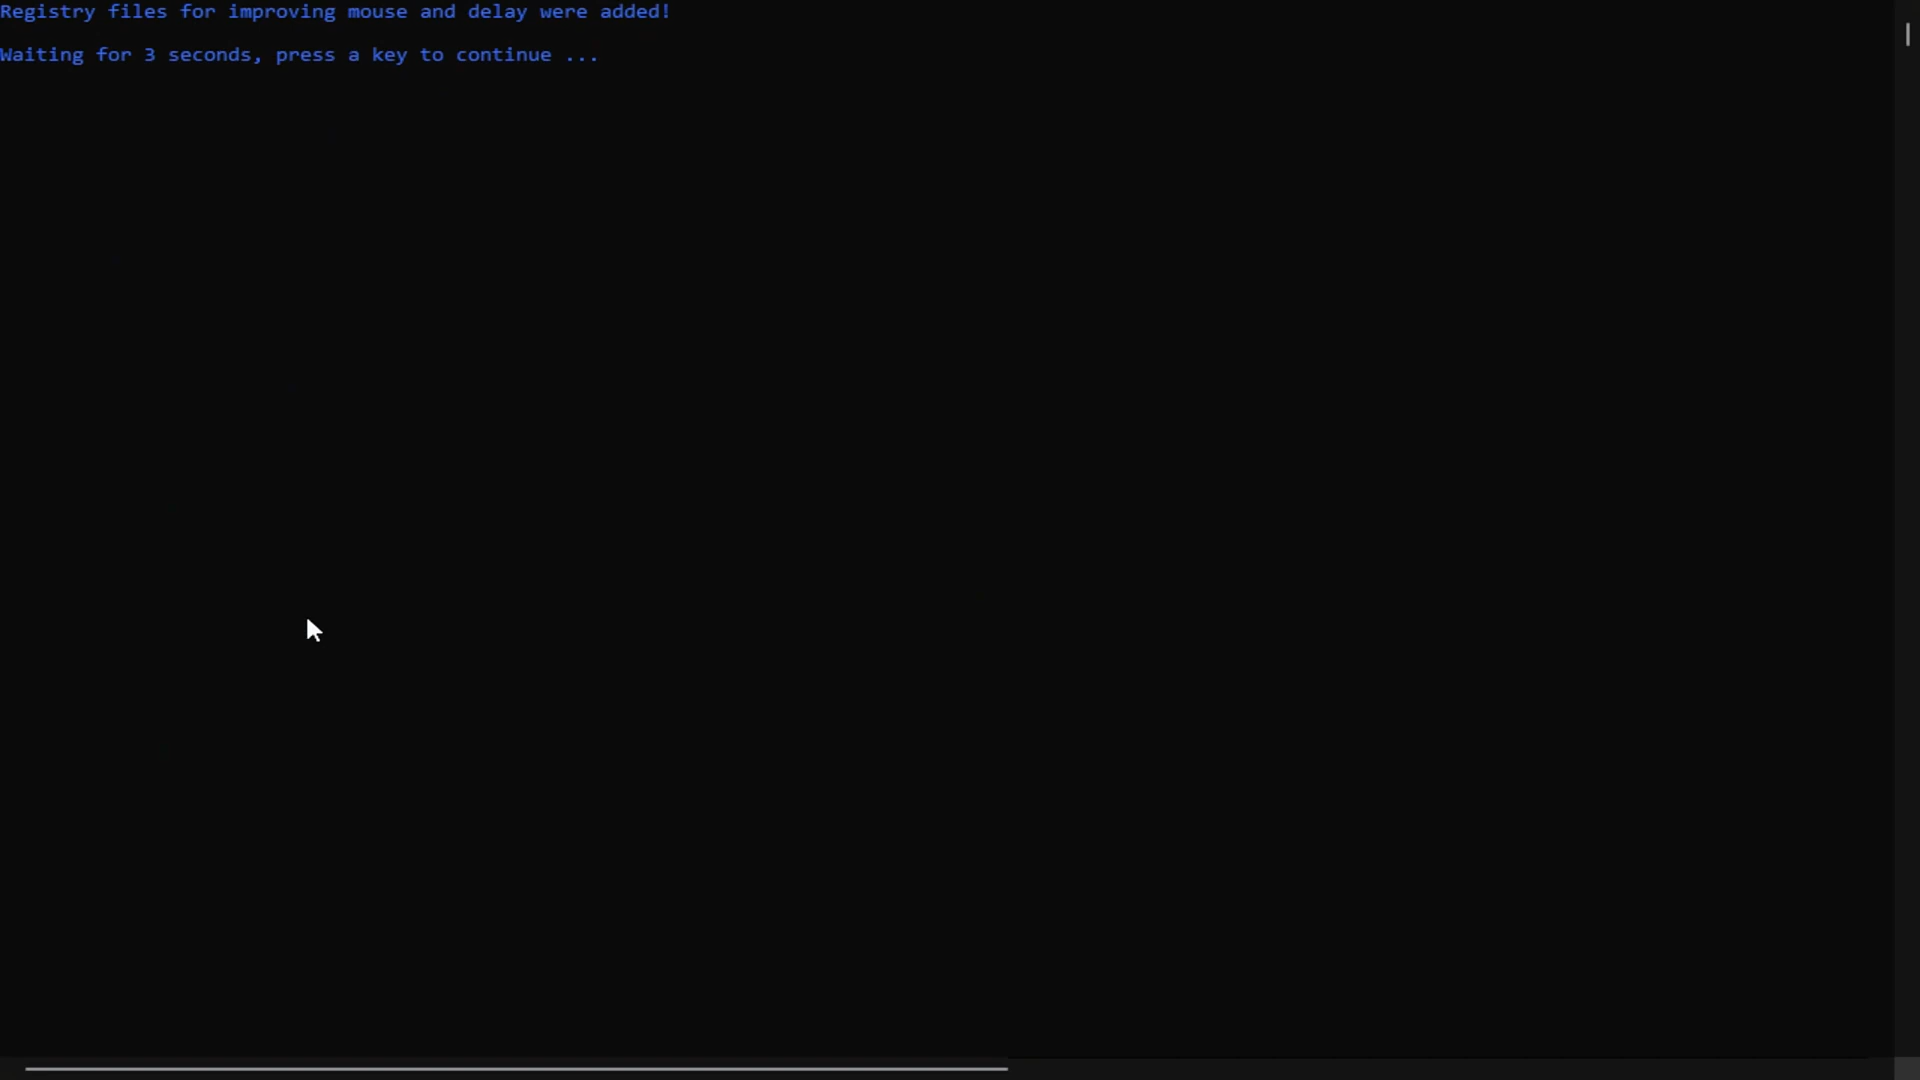 Registry files for improving mouse and delay were added!
Waiting for 3 seconds, press a key to continue ...